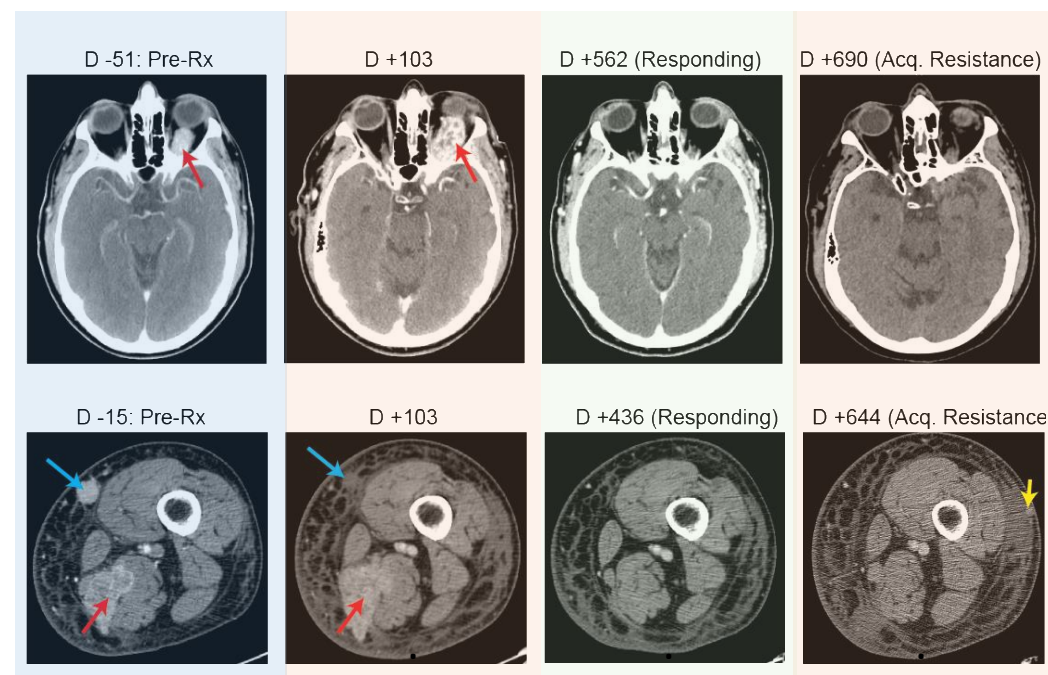 D -51: Pre-Rx
D +103
D +562 (Responding)
D +690 (Acq. Resistance)
D -15: Pre-Rx
D +103
D +436 (Responding)
D +644 (Acq. Resistance